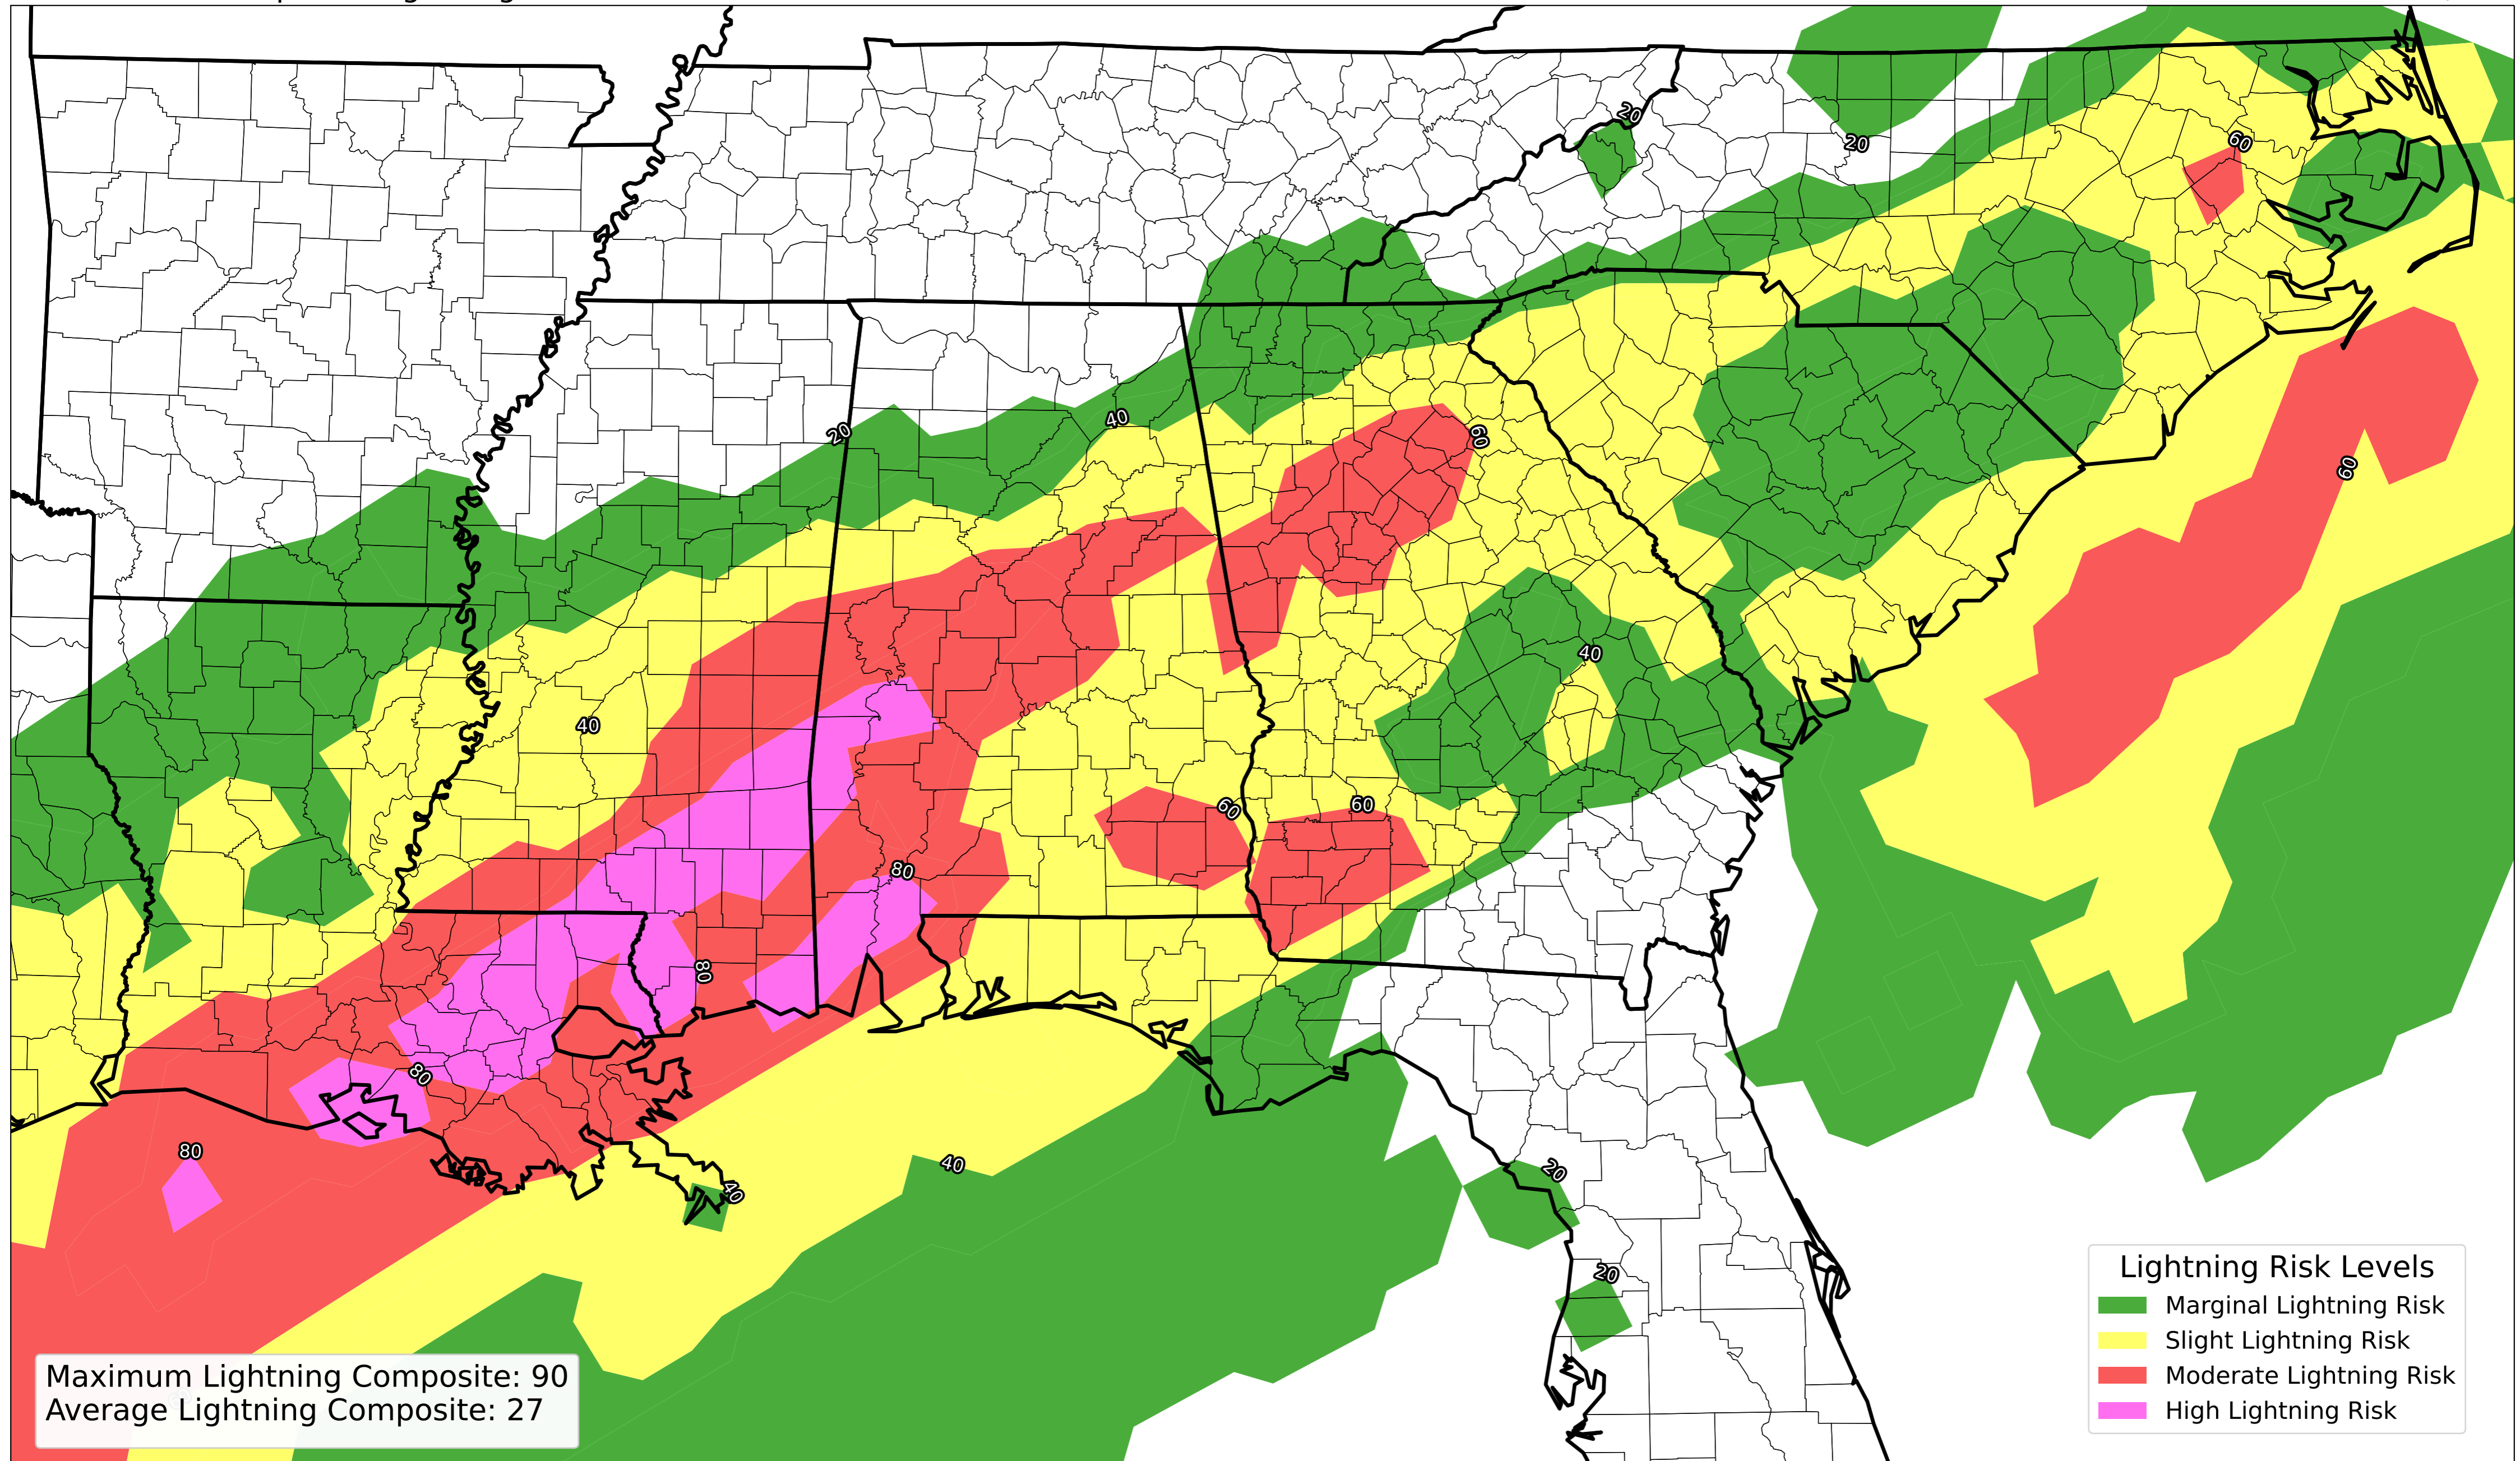 20
20
60
20
40
60
60
40
40
60
60
80
80
80
80
40
40
20
20
Lightning Risk Levels
Marginal Lightning Risk
Slight Lightning Risk
Moderate Lightning Risk
High Lightning Risk
Maximum Lightning Composite: 90
Average Lightning Composite: 27